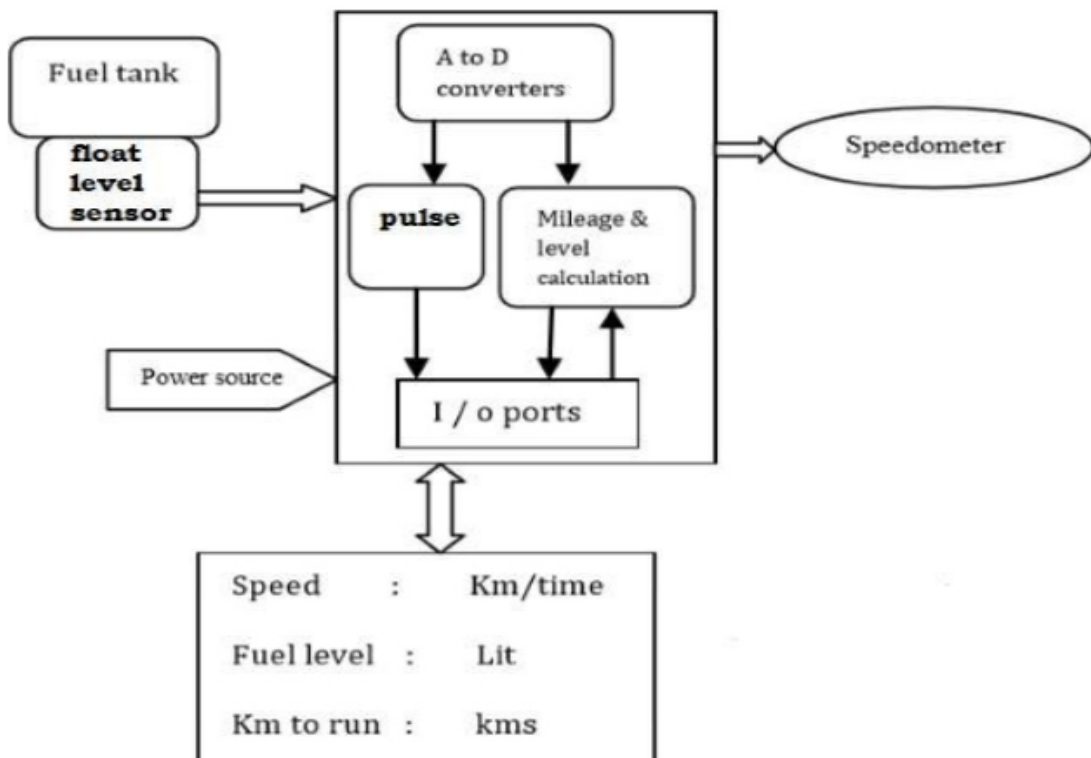 Fuel tank
float
level
sensor
Power source
A to D
converters
pulse
Mileage &
level
calculation
I / o ports
Speedometer
Speed : Km/time
Fuel level : Lit
Km to run : kms